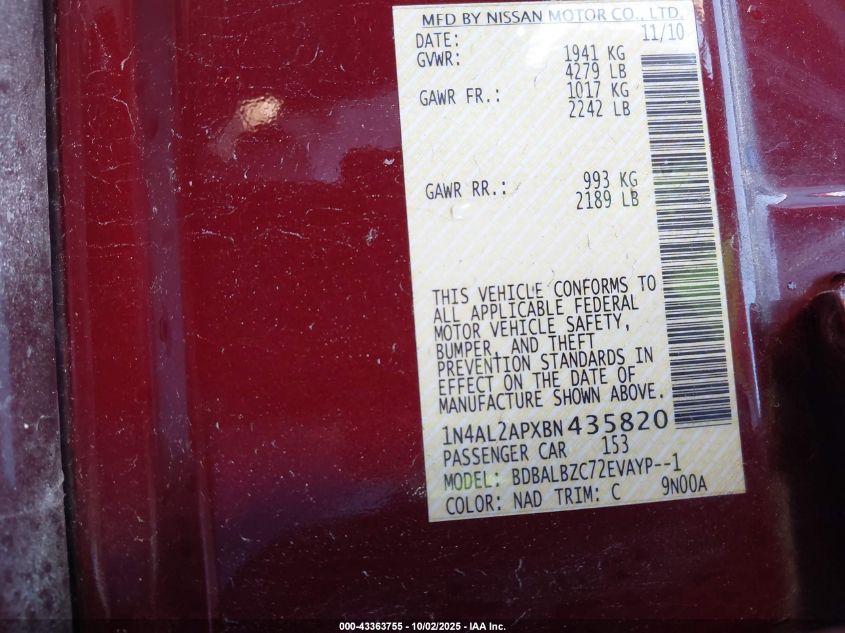 MFD BY NISSAN MOTOR CO., LTD.
DATE: 11/10
GVWR: 1941 KG
4279 LB
GAWR FR.: 1017 KG
2242 LB
GAWR RR.: 993 KG
2189 LB
THIS VEHICLE CONFORMS TO
ALL APPLICABLE FEDERAL
MOTOR VEHICLE SAFETY,
BUMPER, AND THEFT
PREVENTION STANDARDS IN
EFFECT ON THE DATE OF
MANUFACTURE SHOWN ABOVE.
1N4AL2APXBN435820
PASSENGER CAR 153
MODEL: BDBALBZC72EVAYP--1
COLOR: NAD TRIM: C 9N00A
000-43363755 - 10/02/2025 - IAA Inc.